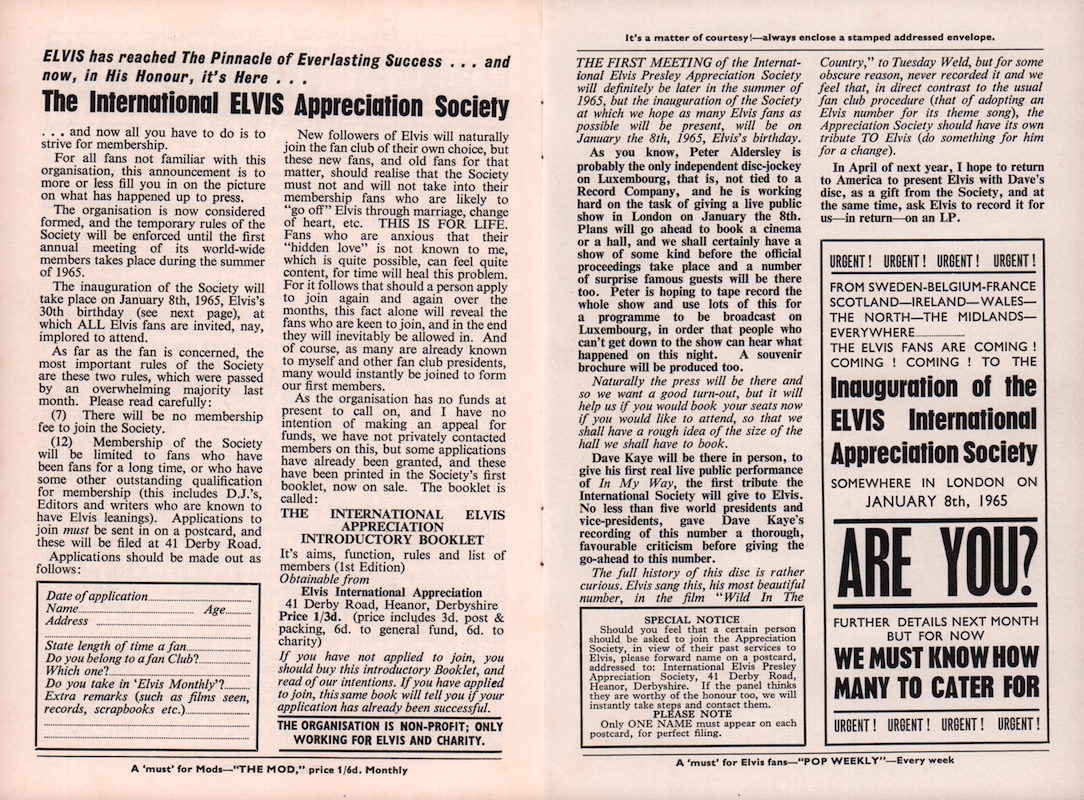 ELVIS has reached The Pinnacle of Everlasting Success . . . and
now, in His Honour, it's Here . . .
The International ELVIS Appreciation Society
. . . and now all you have to do is to
strive for membership.
For all fans not familiar with this
organisation, this announcement is to
more or less fill you in on the picture
on what has happened up to press.
The organisation is now considered
formed, and the temporary rules of the
Society will be enforced until the first
annual meeting of its world-wide
members takes place during the summer
of 1965.
The inauguration of the Society will
take place on January 8th, 1965, Elvis's
30th birthday (see next page), at
which ALL Elvis fans are invited, nay,
implored to attend.
As far as the fan is concerned, the
most important rules of the Society
are these two rules, which were passed
by an overwhelming majority last
month. Please read carefully:
(7) There will be no membership
fee to join the Society.
(12) Membership of the Society
will be limited to fans who have
been fans for a long time, or who have
some other outstanding qualification
for membership (this includes D.J.'s,
Editors and writers who are known to
have Elvis leanings). Applications to
join must be sent in on a postcard, and
these will be filed at 41 Derby Road.
Applications should be made out as
follows:
Date of application
Name Age
Address
State length of time a fan
Do you belong to a fan Club?
Which one?
Do you take in 'Elvis Monthly'?
Extra remarks (such as films seen,
records, scrapbooks etc.)
New followers of Elvis will naturally
join the fan club of their own choice, but
these new fans, and old fans for that
matter, should realise that the Society
must not and will not take into their
membership fans who are likely to
"go off" Elvis through marriage, change
of heart, etc. THIS IS FOR LIFE.
Fans who are anxious that their
"hidden love" is not known to me,
which is quite possible, can feel quite
content, for time will heal this problem.
For it follows that should a person apply
to join again and again over the
months, this fact alone will reveal the
fans who are keen to join, and in the end
they will inevitably be allowed in. And
of course, as many are already known
to myself and other fan club presidents,
many would instantly be joined to form
our first members.
As the organisation has no funds at
present to call on, and I have no
intention of making an appeal for
funds, we have not privately contacted
members on this, but some applications
have already been granted, and these
have been printed in the Society's first
booklet, now on sale. The booklet is
called:
THE INTERNATIONAL ELVIS
APPRECIATION
INTRODUCTORY BOOKLET
It's aims, function, rules and list of
members (1st Edition)
Obtainable from
Elvis International Appreciation
41 Derby Road, Heanor, Derbyshire
Price 1/3d. (price includes 3d. post &
packing, 6d. to general fund, 6d. to
charity)
If you have not applied to join, you
should buy this introductory Booklet, and
read of our intentions. If you have applied
to join, this same book will tell you if your
application has already been successful.
THE ORGANISATION IS NON-PROFIT; ONLY
WORKING FOR ELVIS AND CHARITY.
A 'must' for Mods—"THE MOD," price 1/6d. Monthly
It's a matter of courtesy!—always enclose a stamped addressed envelope.
THE FIRST MEETING of the Internat-
ional Elvis Presley Appreciation Society
will definitely be later in the summer of
1965, but the inauguration of the Society
at which we hope as many Elvis fans as
possible will be present, will be on
January the 8th, 1965, Elvis's birthday.
As you know, Peter Aldersley is
probably the only independent disc-jockey
on Luxembourg, that is, not tied to a
Record Company, and he is working
hard on the task of giving a live public
show in London on January the 8th.
Plans will go ahead to book a cinema
or a hall, and we shall certainly have a
show of some kind before the official
proceedings take place and a number
of surprise famous guests will be there
too. Peter is hoping to tape record the
whole show and use lots of this for
a programme to be broadcast on
Luxembourg, in order that people who
can't get down to the show can hear what
happened on this night. A souvenir
brochure will be produced too.
Naturally the press will be there and
so we want a good turn-out, but it will
help us if you would book your seats now
if you would like to attend, so that we
shall have a rough idea of the size of the
hall we shall have to book.
Dave Kaye will be there in person, to
give his first real live public performance
of In My Way, the first tribute the
International Society will give to Elvis.
No less than five world presidents and
vice-presidents, gave Dave Kaye's
recording of this number a thorough,
favourable criticism before giving the
go-ahead to this number.
The full history of this disc is rather
curious. Elvis sang this, his most beautiful
number, in the film "Wild In The
SPECIAL NOTICE
Should you feel that a certain person
should be asked to join the Appreciation
Society, in view of their past services to
Elvis, please forward name on a postcard,
addressed to: International Elvis Presley
Appreciation Society, 41 Derby Road,
Heanor, Derbyshire. If the panel thinks
they are worthy of the honour too, we will
instantly take steps and contact them.
PLEASE NOTE
Only ONE NAME must appear on each
postcard, for perfect filing.
Country," to Tuesday Weld, but for some
obscure reason, never recorded it and we
feel that, in direct contrast to the usual
fan club procedure (that of adopting an
Elvis number for its theme song), the
Appreciation Society should have its own
tribute TO Elvis (do something for him
for a change).
In April of next year, I hope to return
to America to present Elvis with Dave's
disc, as a gift from the Society, and at
the same time, ask Elvis to record it for
us—in return—on an LP.
URGENT! URGENT! URGENT! URGENT!
FROM SWEDEN-BELGIUM-FRANCE
SCOTLAND—IRELAND—WALES—
THE NORTH—THE MIDLANDS—
EVERYWHERE
THE ELVIS FANS ARE COMING!
COMING! COMING! TO THE
Inauguration of the
ELVIS International
Appreciation Society
SOMEWHERE IN LONDON ON
JANUARY 8th, 1965
ARE YOU?
FURTHER DETAILS NEXT MONTH
BUT FOR NOW
WE MUST KNOW HOW
MANY TO CATER FOR
URGENT! URGENT! URGENT! URGENT!
A 'must' for Elvis fans—"POP WEEKLY"—Every week